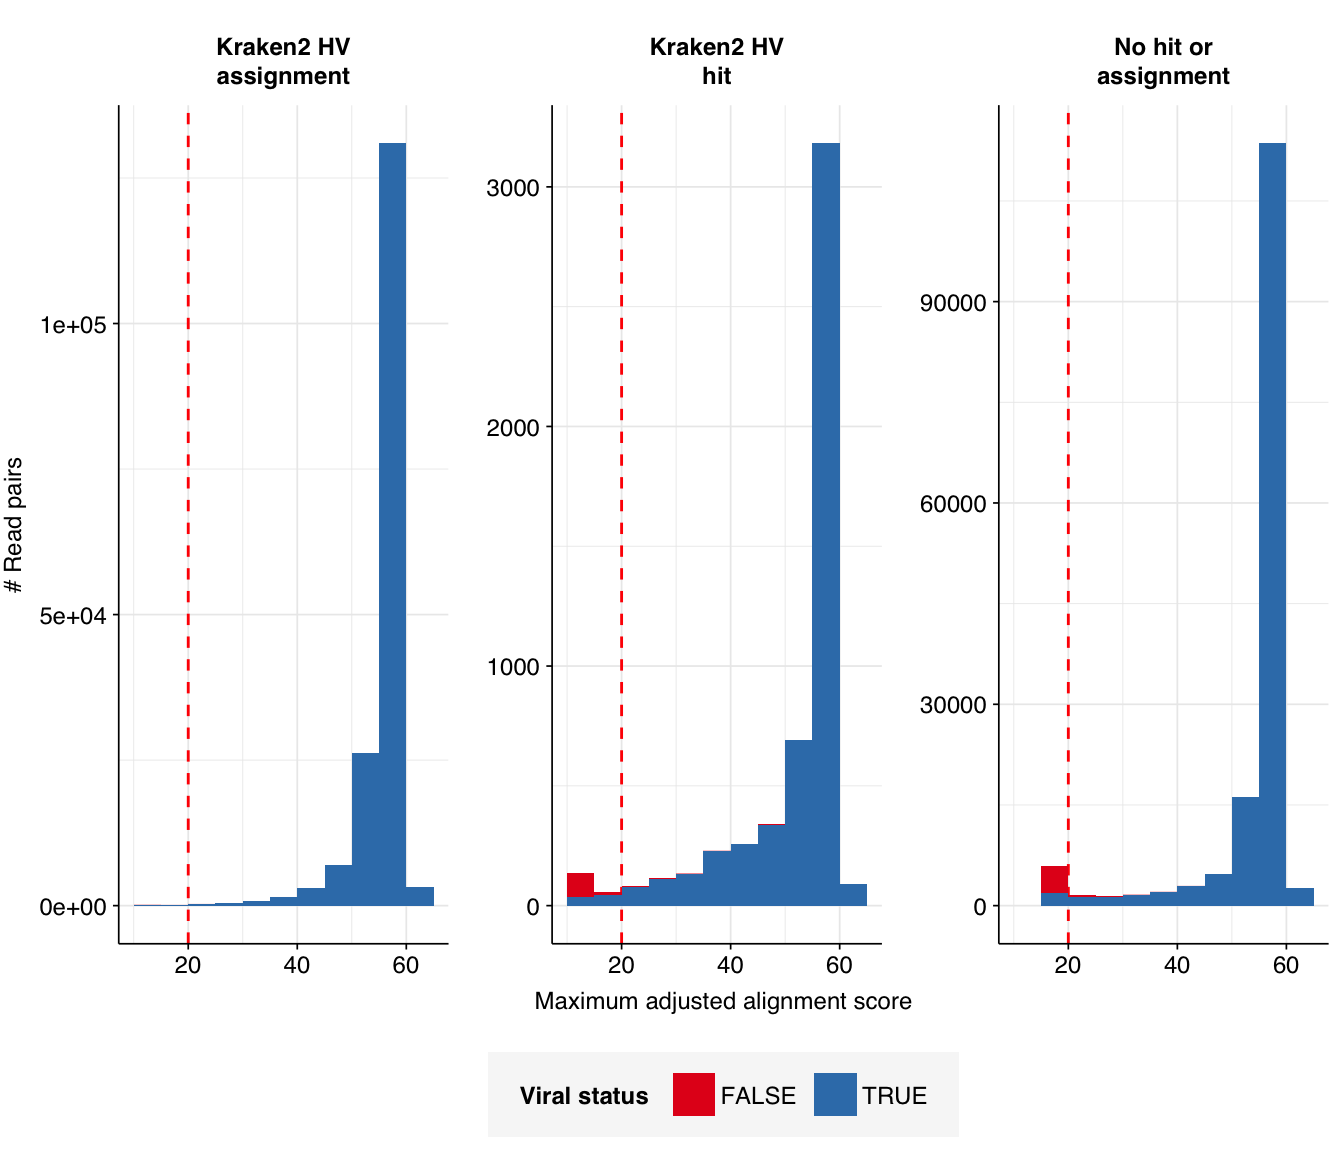 Kraken2 HV
assignment
Kraken2 HV
hit
No hit or
assignment
# Read pairs
1e+05
5e+04
0e+00
3000
2000
1000
0
90000
60000
30000
0
20 40 60
20 40 60
20 40 60
Maximum adjusted alignment score
Viral status FALSE TRUE